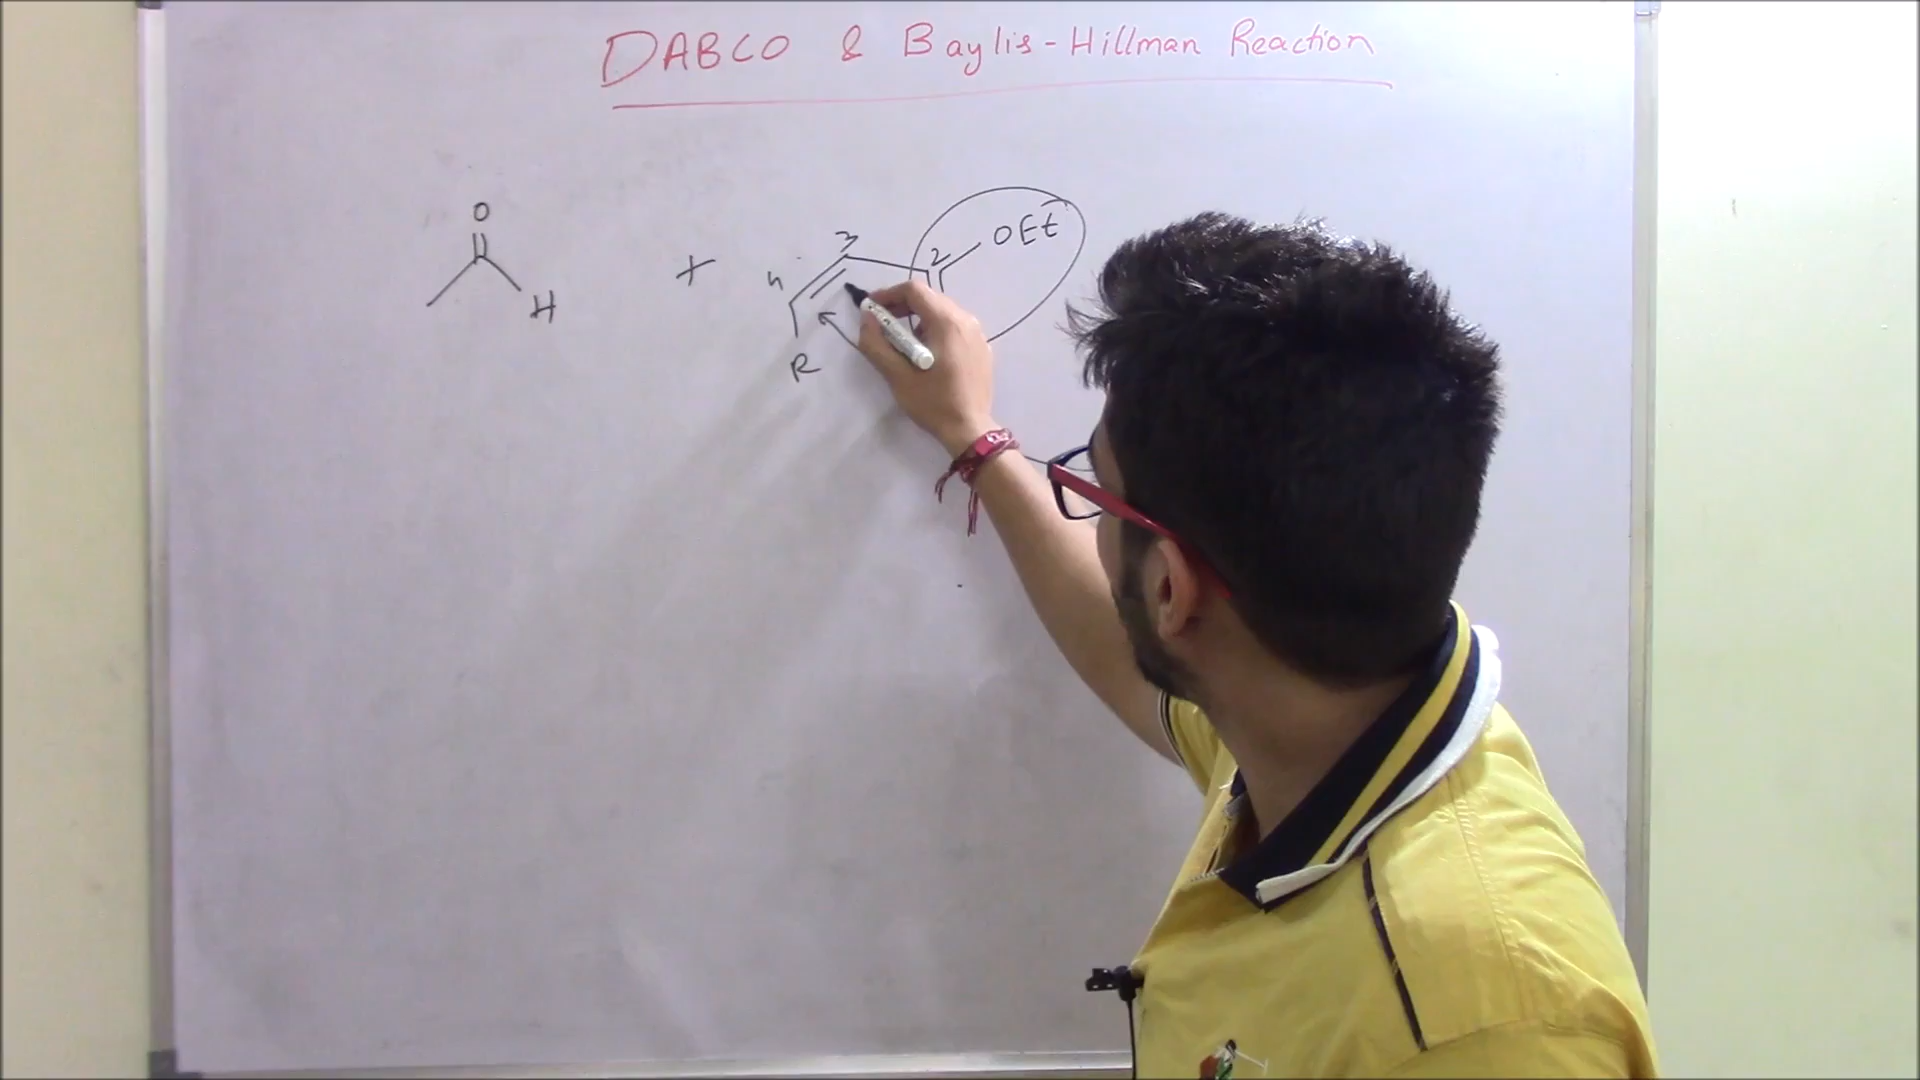 DABCO & Baylis-Hillman Reaction
O
H
+
4 3 2 OEt
R